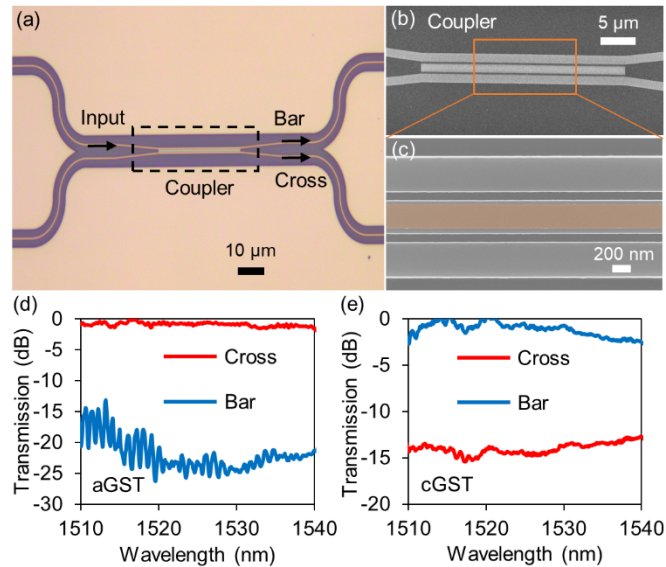 (a)
Input
Bar
Coupler
Cross
10 µm
(b)
Coupler
5 µm
(c)
200 nm
(d)
Transmission (dB)
0
-5
-10
-15
-20
-25
-30
Cross
Bar
aGST
1510
1520
1530
1540
Wavelength (nm)
(e)
Transmission (dB)
0
-5
-10
-15
-20
Cross
Bar
cGST
1510
1520
1530
1540
Wavelength (nm)